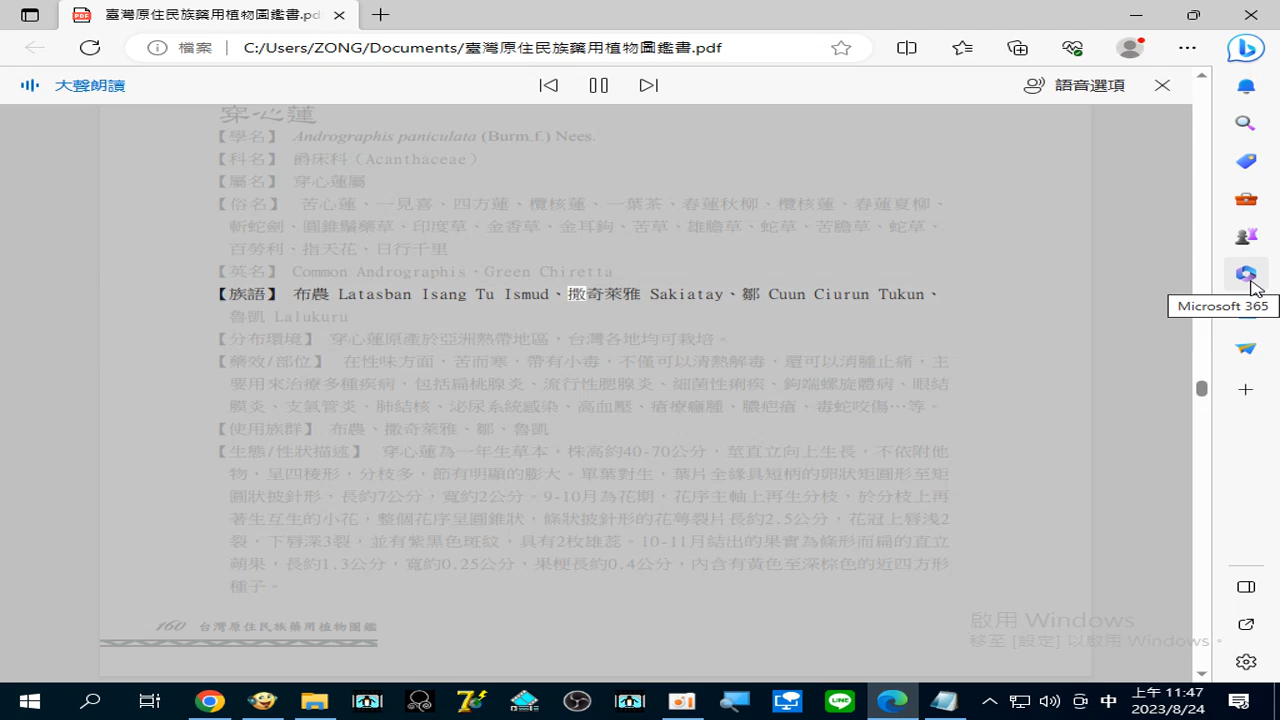 臺灣原住民族藥用植物圖鑑書.pdf
檔案
C:/Users/ZONG/Documents/臺灣原住民族藥用植物圖鑑書.pdf
大聲朗讀
語音選項
穿心蓮
【學名】 Andrographis paniculata (Burm.f.) Nees.
【科名】 爵床科（Acanthaceae）
【屬名】 穿心蓮屬
【俗名】 苦心蓮、一見喜、四方蓮、欖核蓮、一葉茶、春蓮秋柳、欖核蓮、春蓮夏柳、
斬蛇劍、圓錐鬚藥草、印度草、金香草、金耳鉤、苦草、雄膽草、蛇草、苦膽草、蛇草、
百勞利、指天花、日行千里
【英名】 Common Andrographis、Green Chiretta
【族語】 布農 Latasban Isang Tu Ismud、撒奇萊雅 Sakiatay、鄒 Cuun Ciurun Tukun、
魯凱 Lalukuru
【分布環境】 穿心蓮原產於亞洲熱帶地區，台灣各地均可栽培。
【藥效/部位】 在性味方面，苦而寒，帶有小毒，不僅可以清熱解毒，還可以消腫止痛，主
要用來治療多種疾病，包括扁桃腺炎、流行性腮腺炎、細菌性痢疾、鉤端螺旋體病、眼結
膜炎、支氣管炎、肺結核、泌尿系統感染、高血壓、瘡療癰腫、膿疤瘡、毒蛇咬傷…等。
【使用族群】 布農、撒奇萊雅、鄒、魯凱
【生態/性狀描述】 穿心蓮為一年生草本，株高約40-70公分，莖直立向上生長，不依附他
物，呈四稜形，分枝多，節有明顯的膨大。單葉對生，葉片全緣具短柄的卵狀矩圓形至矩
圓狀披針形，長約7公分，寬約2公分。9-10月為花期，花序主軸上再生分枝，於分枝上再
著生互生的小花，整個花序呈圓錐狀，條狀披針形的花萼裂片長約2.5公分，花冠上唇淺2
裂，下唇深3裂，並有紫黑色斑紋，具有2枚雄蕊。10-11月結出的果實為條形而扁的直立
蒴果，長約1.3公分，寬約0.25公分，果梗長約0.4公分，內含有黃色至深棕色的近四方形
種子。
160 台灣原住民族藥用植物圖鑑
Microsoft 365
啟用 Windows
移至 [設定] 以啟用 Windows。
中
上午 11:47
2023/8/24